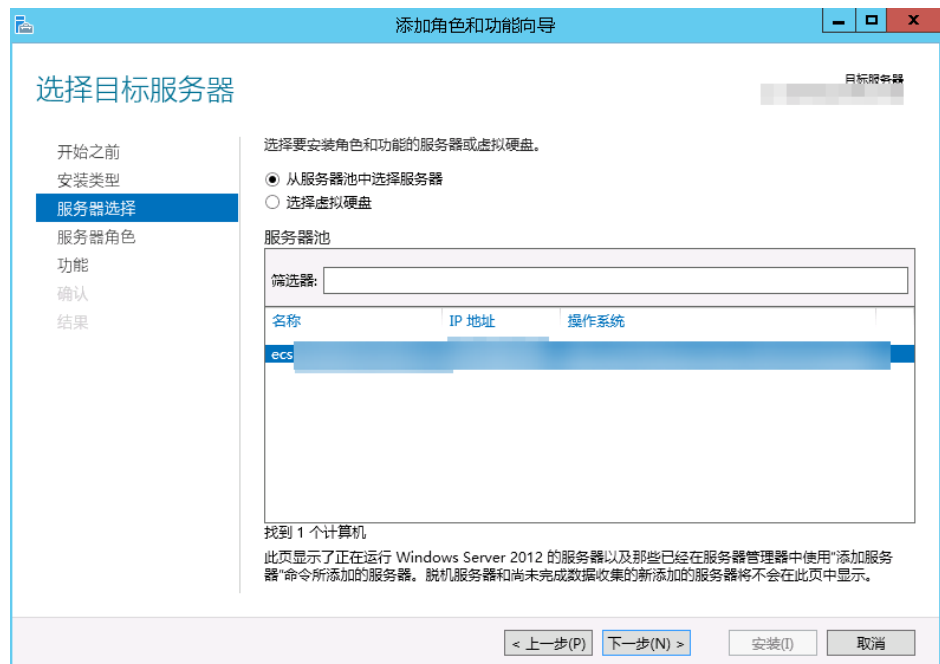 添加角色和功能向导
选择目标服务器
目标服务器
开始之前
安装类型
服务器选择
服务器角色
功能
确认
结果
选择要安装角色和功能的服务器或虚拟硬盘。
从服务器池中选择服务器
选择虚拟硬盘
服务器池
筛选器:
名称 IP 地址 操作系统
ecs
找到 1 个计算机
此页显示了正在运行 Windows Server 2012 的服务器以及那些已经在服务器管理器中使用"添加服务
器"命令所添加的服务器。脱机服务器和尚未完成数据收集的新添加的服务器将不会在此页中显示。
< 上一步(P) 下一步(N) > 安装(I) 取消